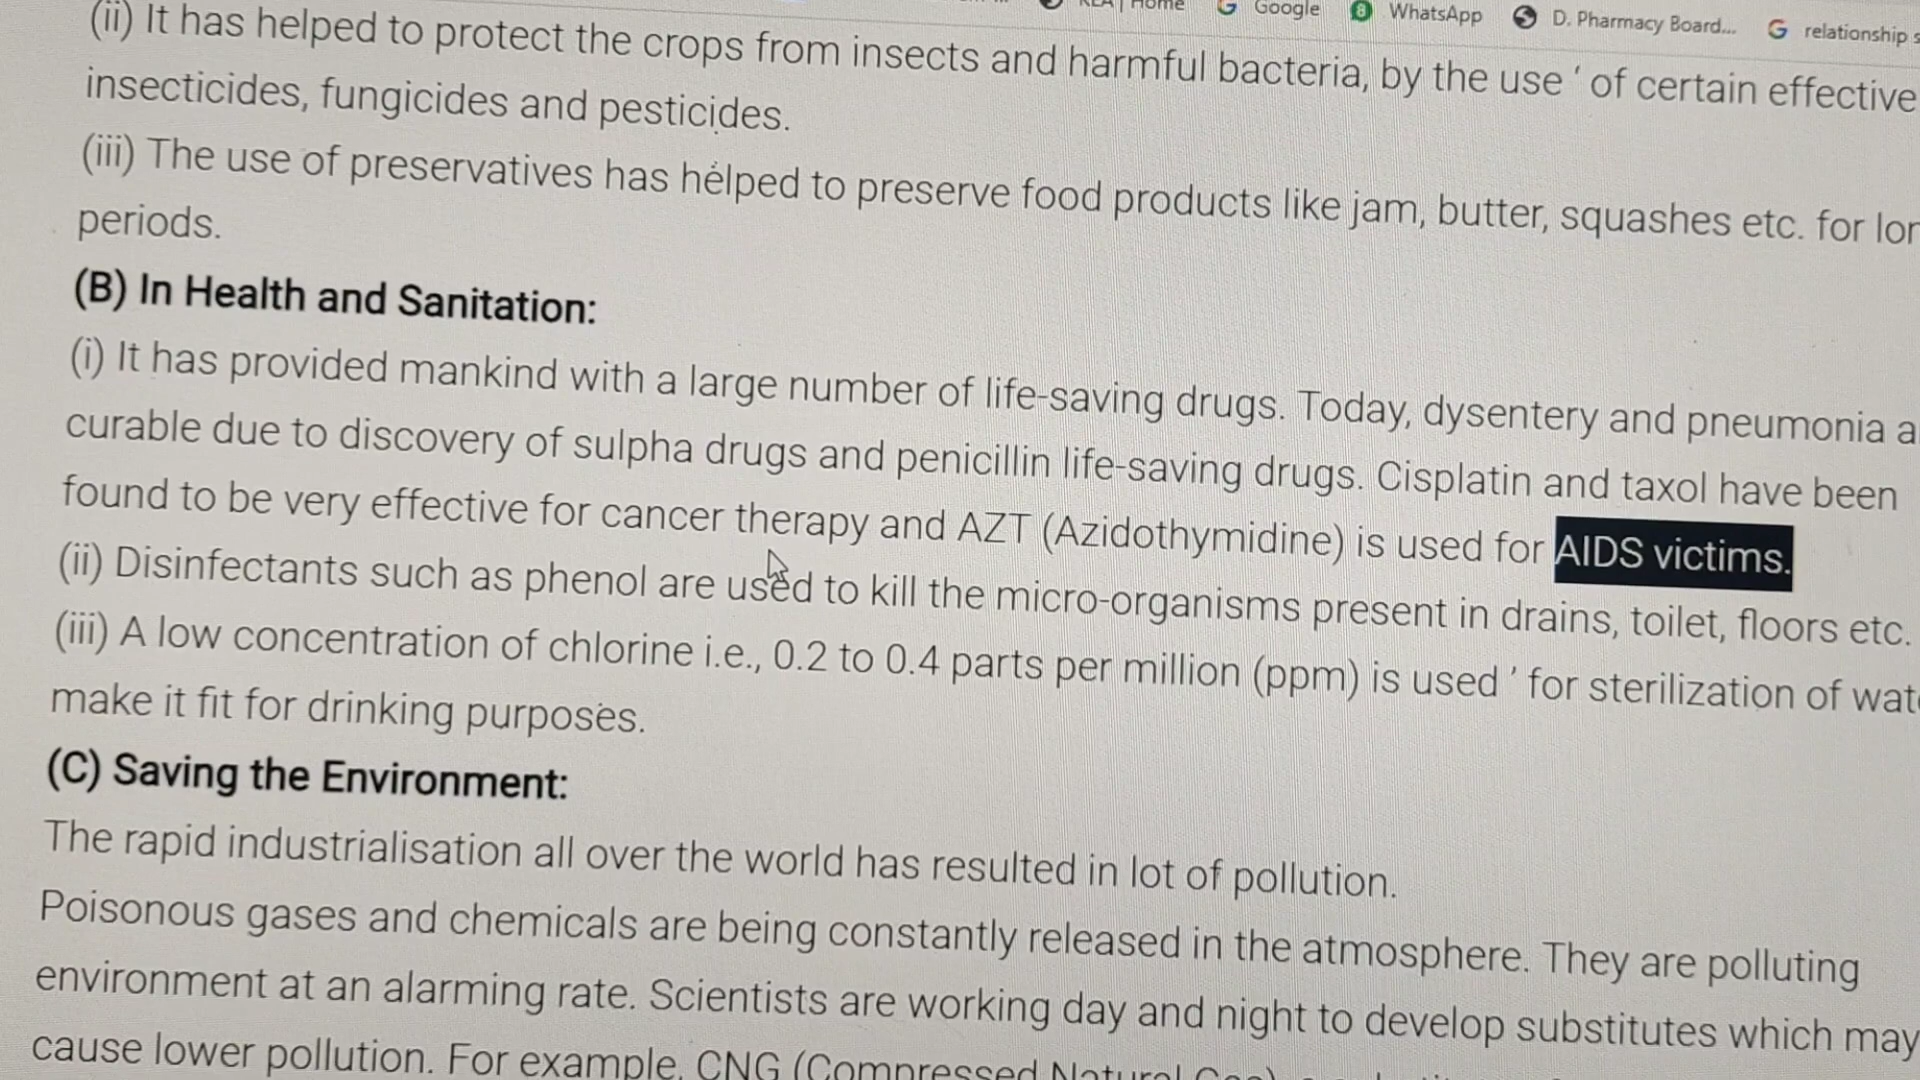 Home
Google
WhatsApp
D. Pharmacy Board...
relationship s
(ii) It has helped to protect the crops from insects and harmful bacteria, by the use ' of certain effective
insecticides, fungicides and pesticides.
(iii) The use of preservatives has helped to preserve food products like jam, butter, squashes etc. for lon
periods.
(B) In Health and Sanitation:
(i) It has provided mankind with a large number of life-saving drugs. Today, dysentery and pneumonia a
curable due to discovery of sulpha drugs and penicillin life-saving drugs. Cisplatin and taxol have been
found to be very effective for cancer therapy and AZT (Azidothymidine) is used for AIDS victims.
(ii) Disinfectants such as phenol are used to kill the micro-organisms present in drains, toilet, floors etc.
(iii) A low concentration of chlorine i.e., 0.2 to 0.4 parts per million (ppm) is used ' for sterilization of wat
make it fit for drinking purposes.
(C) Saving the Environment:
The rapid industrialisation all over the world has resulted in lot of pollution.
Poisonous gases and chemicals are being constantly released in the atmosphere. They are polluting
environment at an alarming rate. Scientists are working day and night to develop substitutes which may
cause lower pollution. For example, CNG (Compressed Natural Gas)